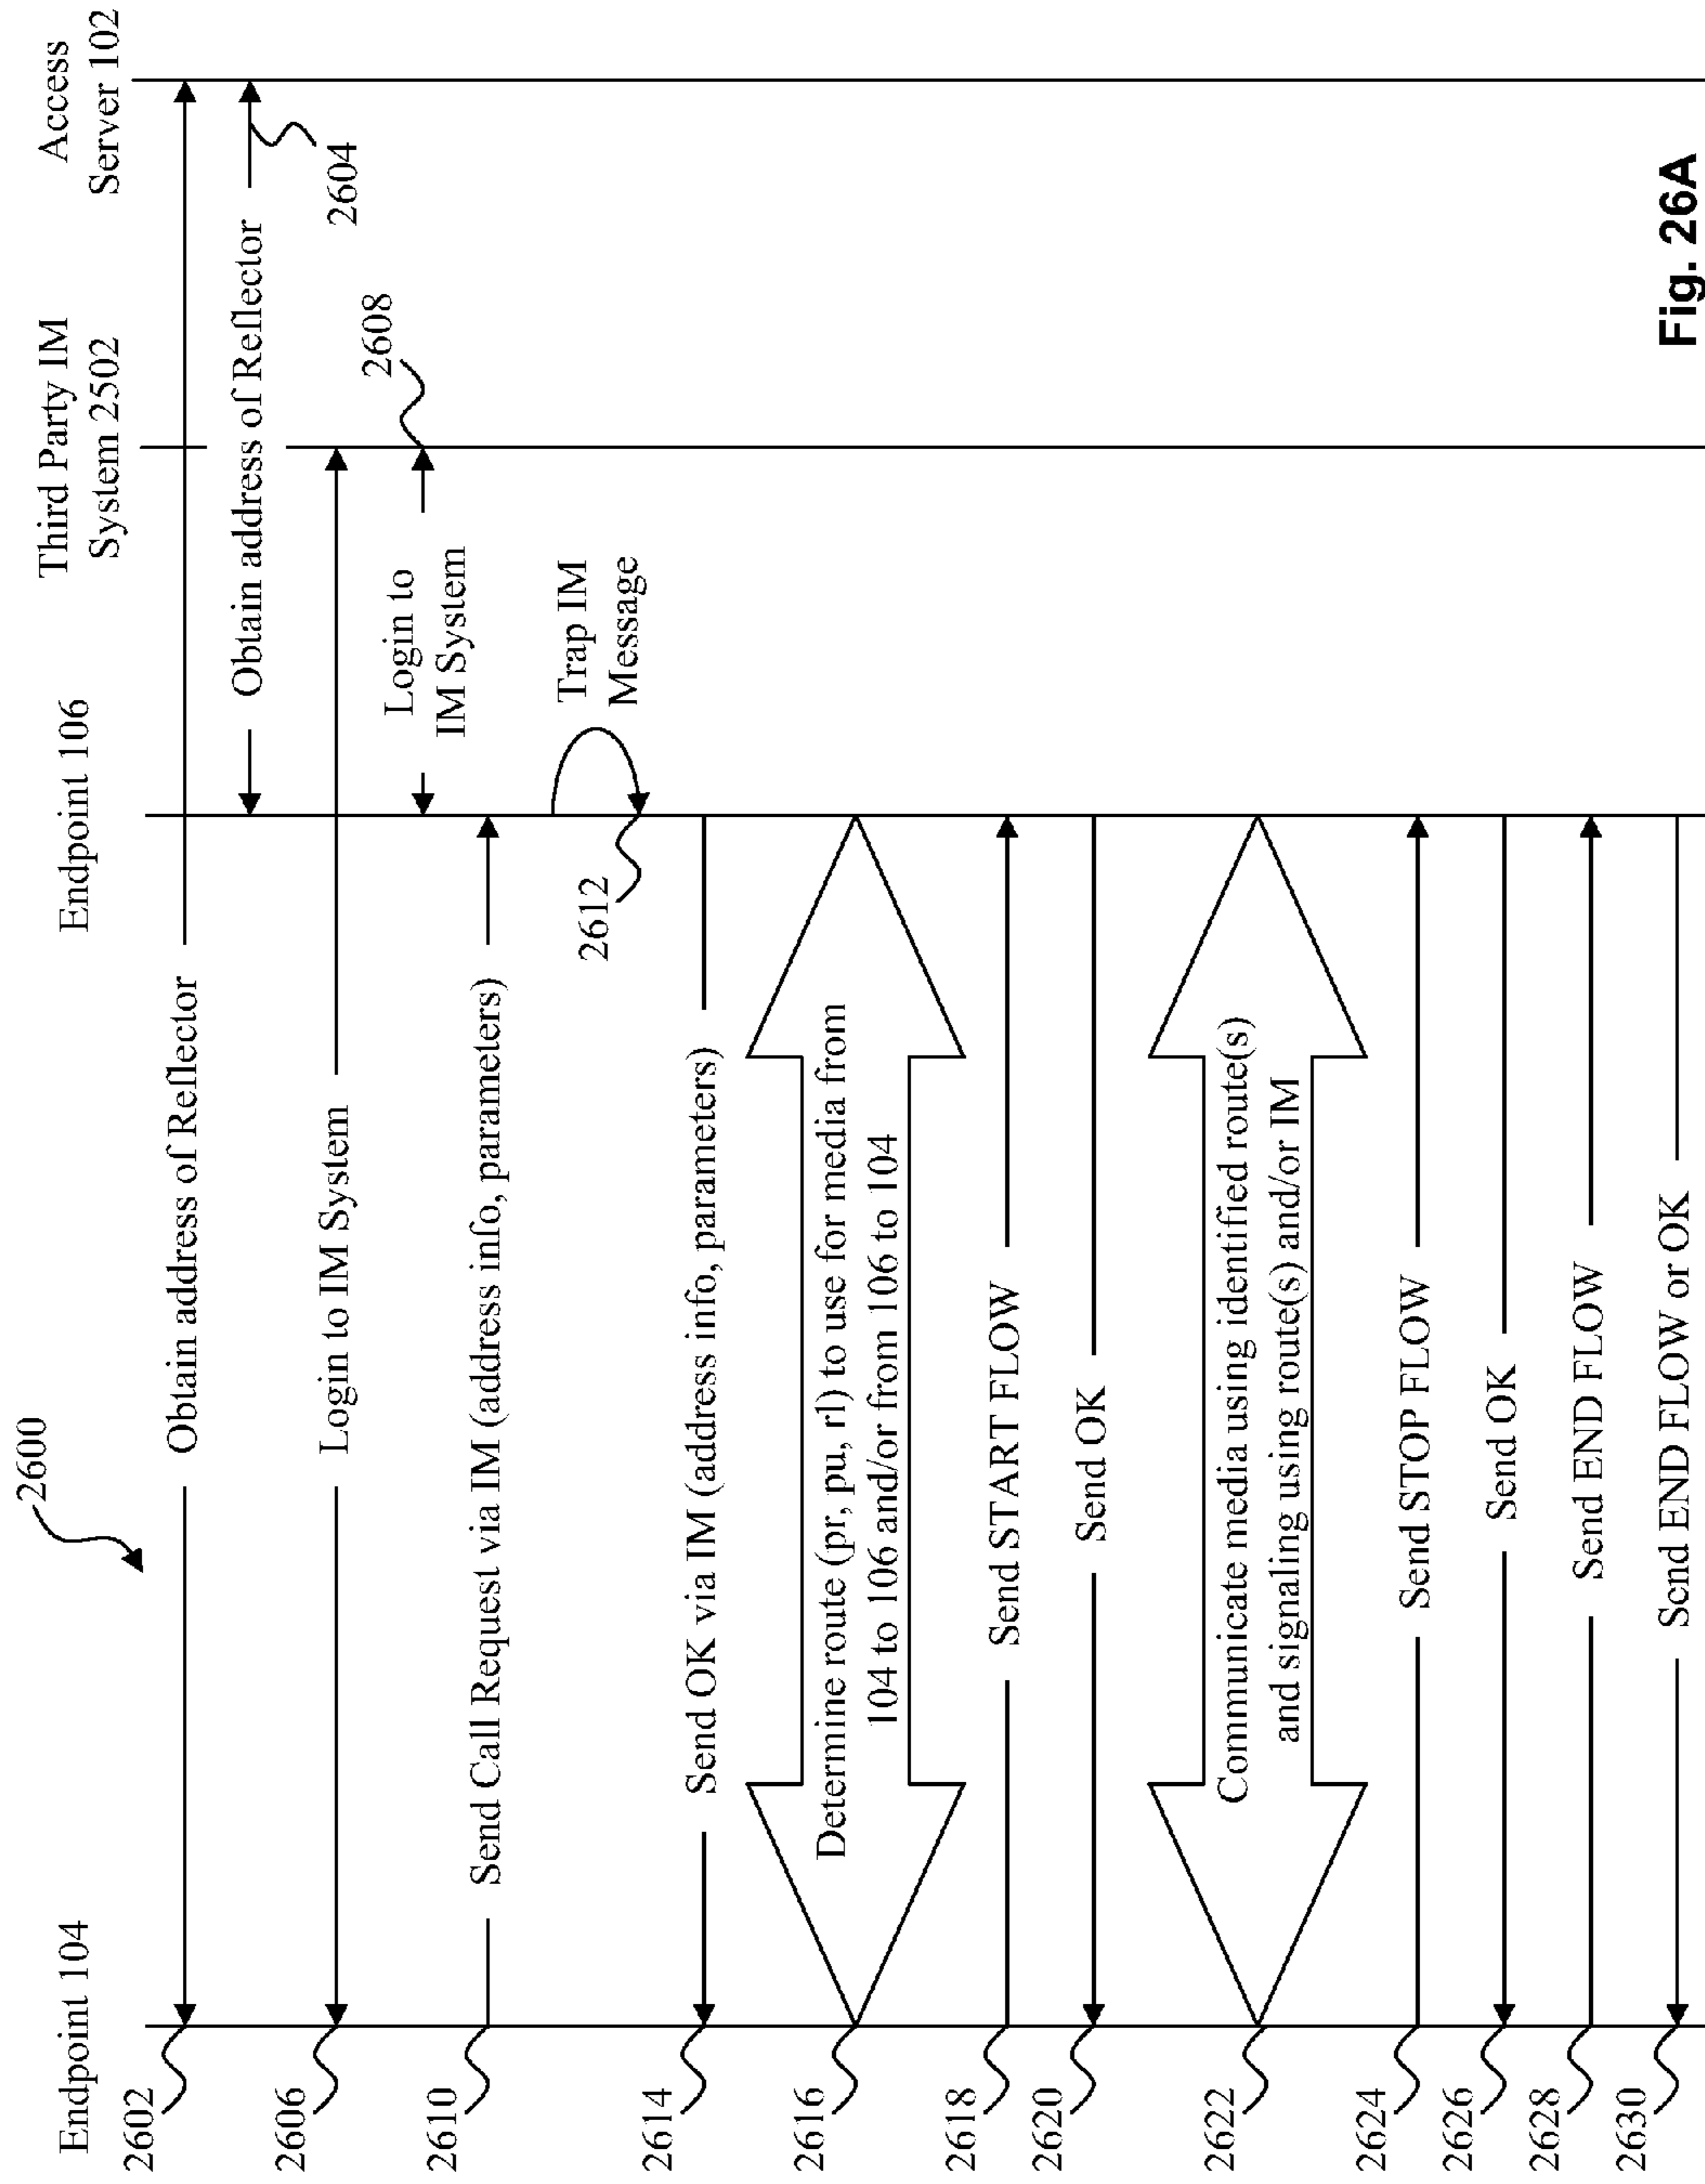 2600
Endpoint 104
Endpoint 106
Third Party IM
System 2502
Access
Server 102
2602
Obtain address of Reflector
Obtain address of Reflector
2604
2606
Login to IM System
Login to
IM System
2608
2610
Send Call Request via IM (address info, parameters)
Trap IM
Message
2612
2614
Send OK via IM (address info, parameters)
2616
Determine route (pr, pu, rl) to use for media from
104 to 106 and/or from 106 to 104
2618
Send START FLOW
2620
Send OK
2622
Communicate media using identified route(s)
and signaling using route(s) and/or IM
2624
Send STOP FLOW
2626
Send OK
2628
Send END FLOW
2630
Send END FLOW or OK
Fig. 26A